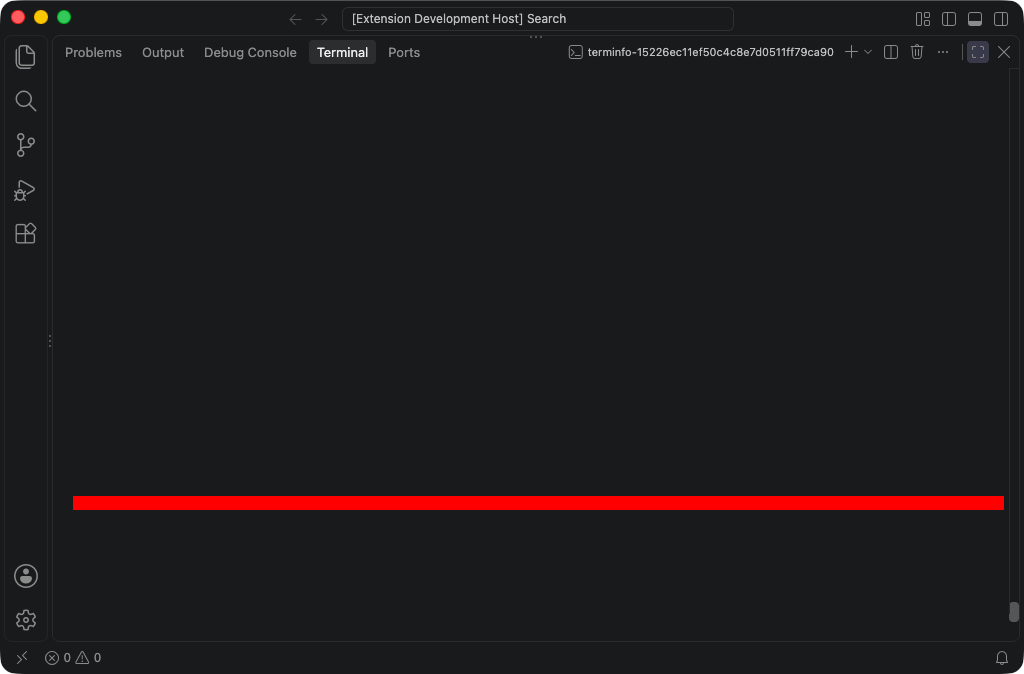 [Extension Development Host] Search
Problems Output Debug Console Terminal Ports terminfo-15226ec11ef50c4c8e7d0511ff79ca90
0 0